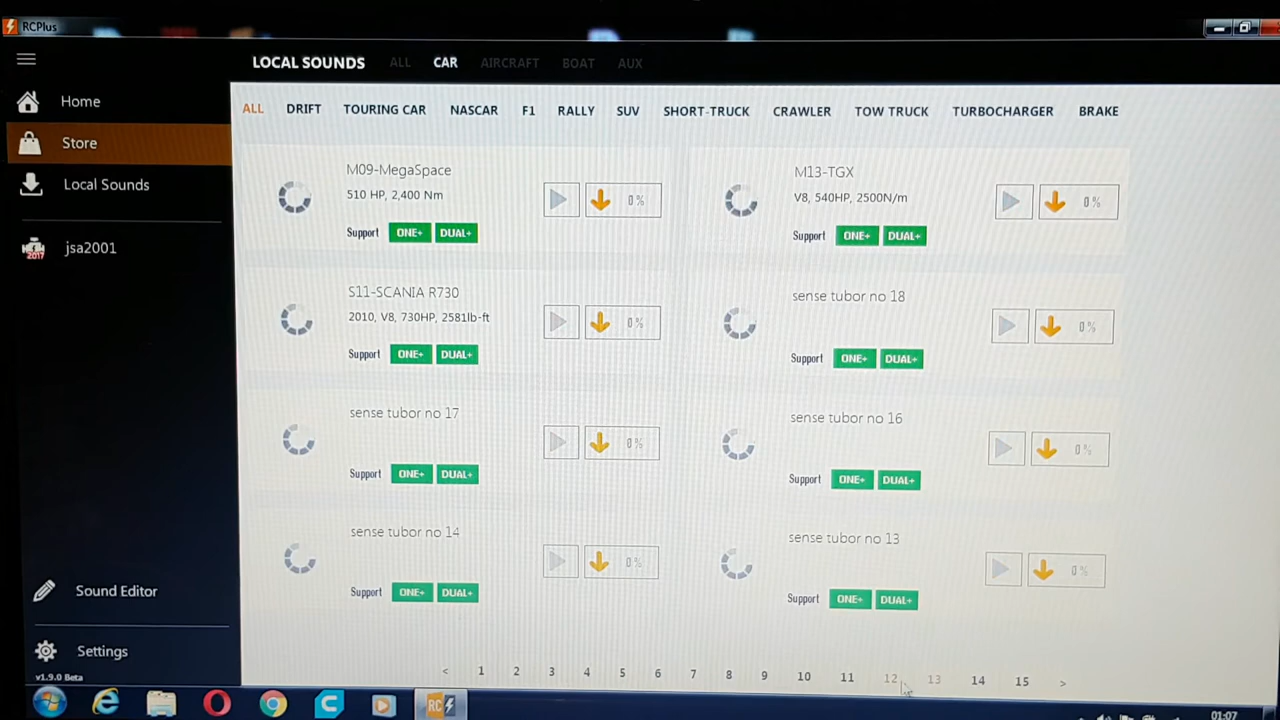 RCPlus
LOCAL SOUNDS ALL CAR AIRCRAFT BOAT AUX
Home
Store
Local Sounds
jsa2001
Sound Editor
Settings
v1.9.0 Beta
ALL DRIFT TOURING CAR NASCAR F1 RALLY SUV SHORT-TRUCK CRAWLER TOW TRUCK TURBOCHARGER BRAKE
M09-MegaSpace
510 HP, 2,400 Nm
0 %
Support ONE+ DUAL+
M13-TGX
V8, 540HP, 2500N/m
0 %
Support ONE+ DUAL+
S11-SCANIA R730
2010, V8, 730HP, 2581lb-ft
0 %
Support ONE+ DUAL+
sense tubor no 18
0 %
Support ONE+ DUAL+
sense tubor no 17
0 %
Support ONE+ DUAL+
sense tubor no 16
0 %
Support ONE+ DUAL+
sense tubor no 14
0 %
Support ONE+ DUAL+
sense tubor no 13
0 %
Support ONE+ DUAL+
< 1 2 3 4 5 6 7 8 9 10 11 12 13 14 15 >
RC
01:07